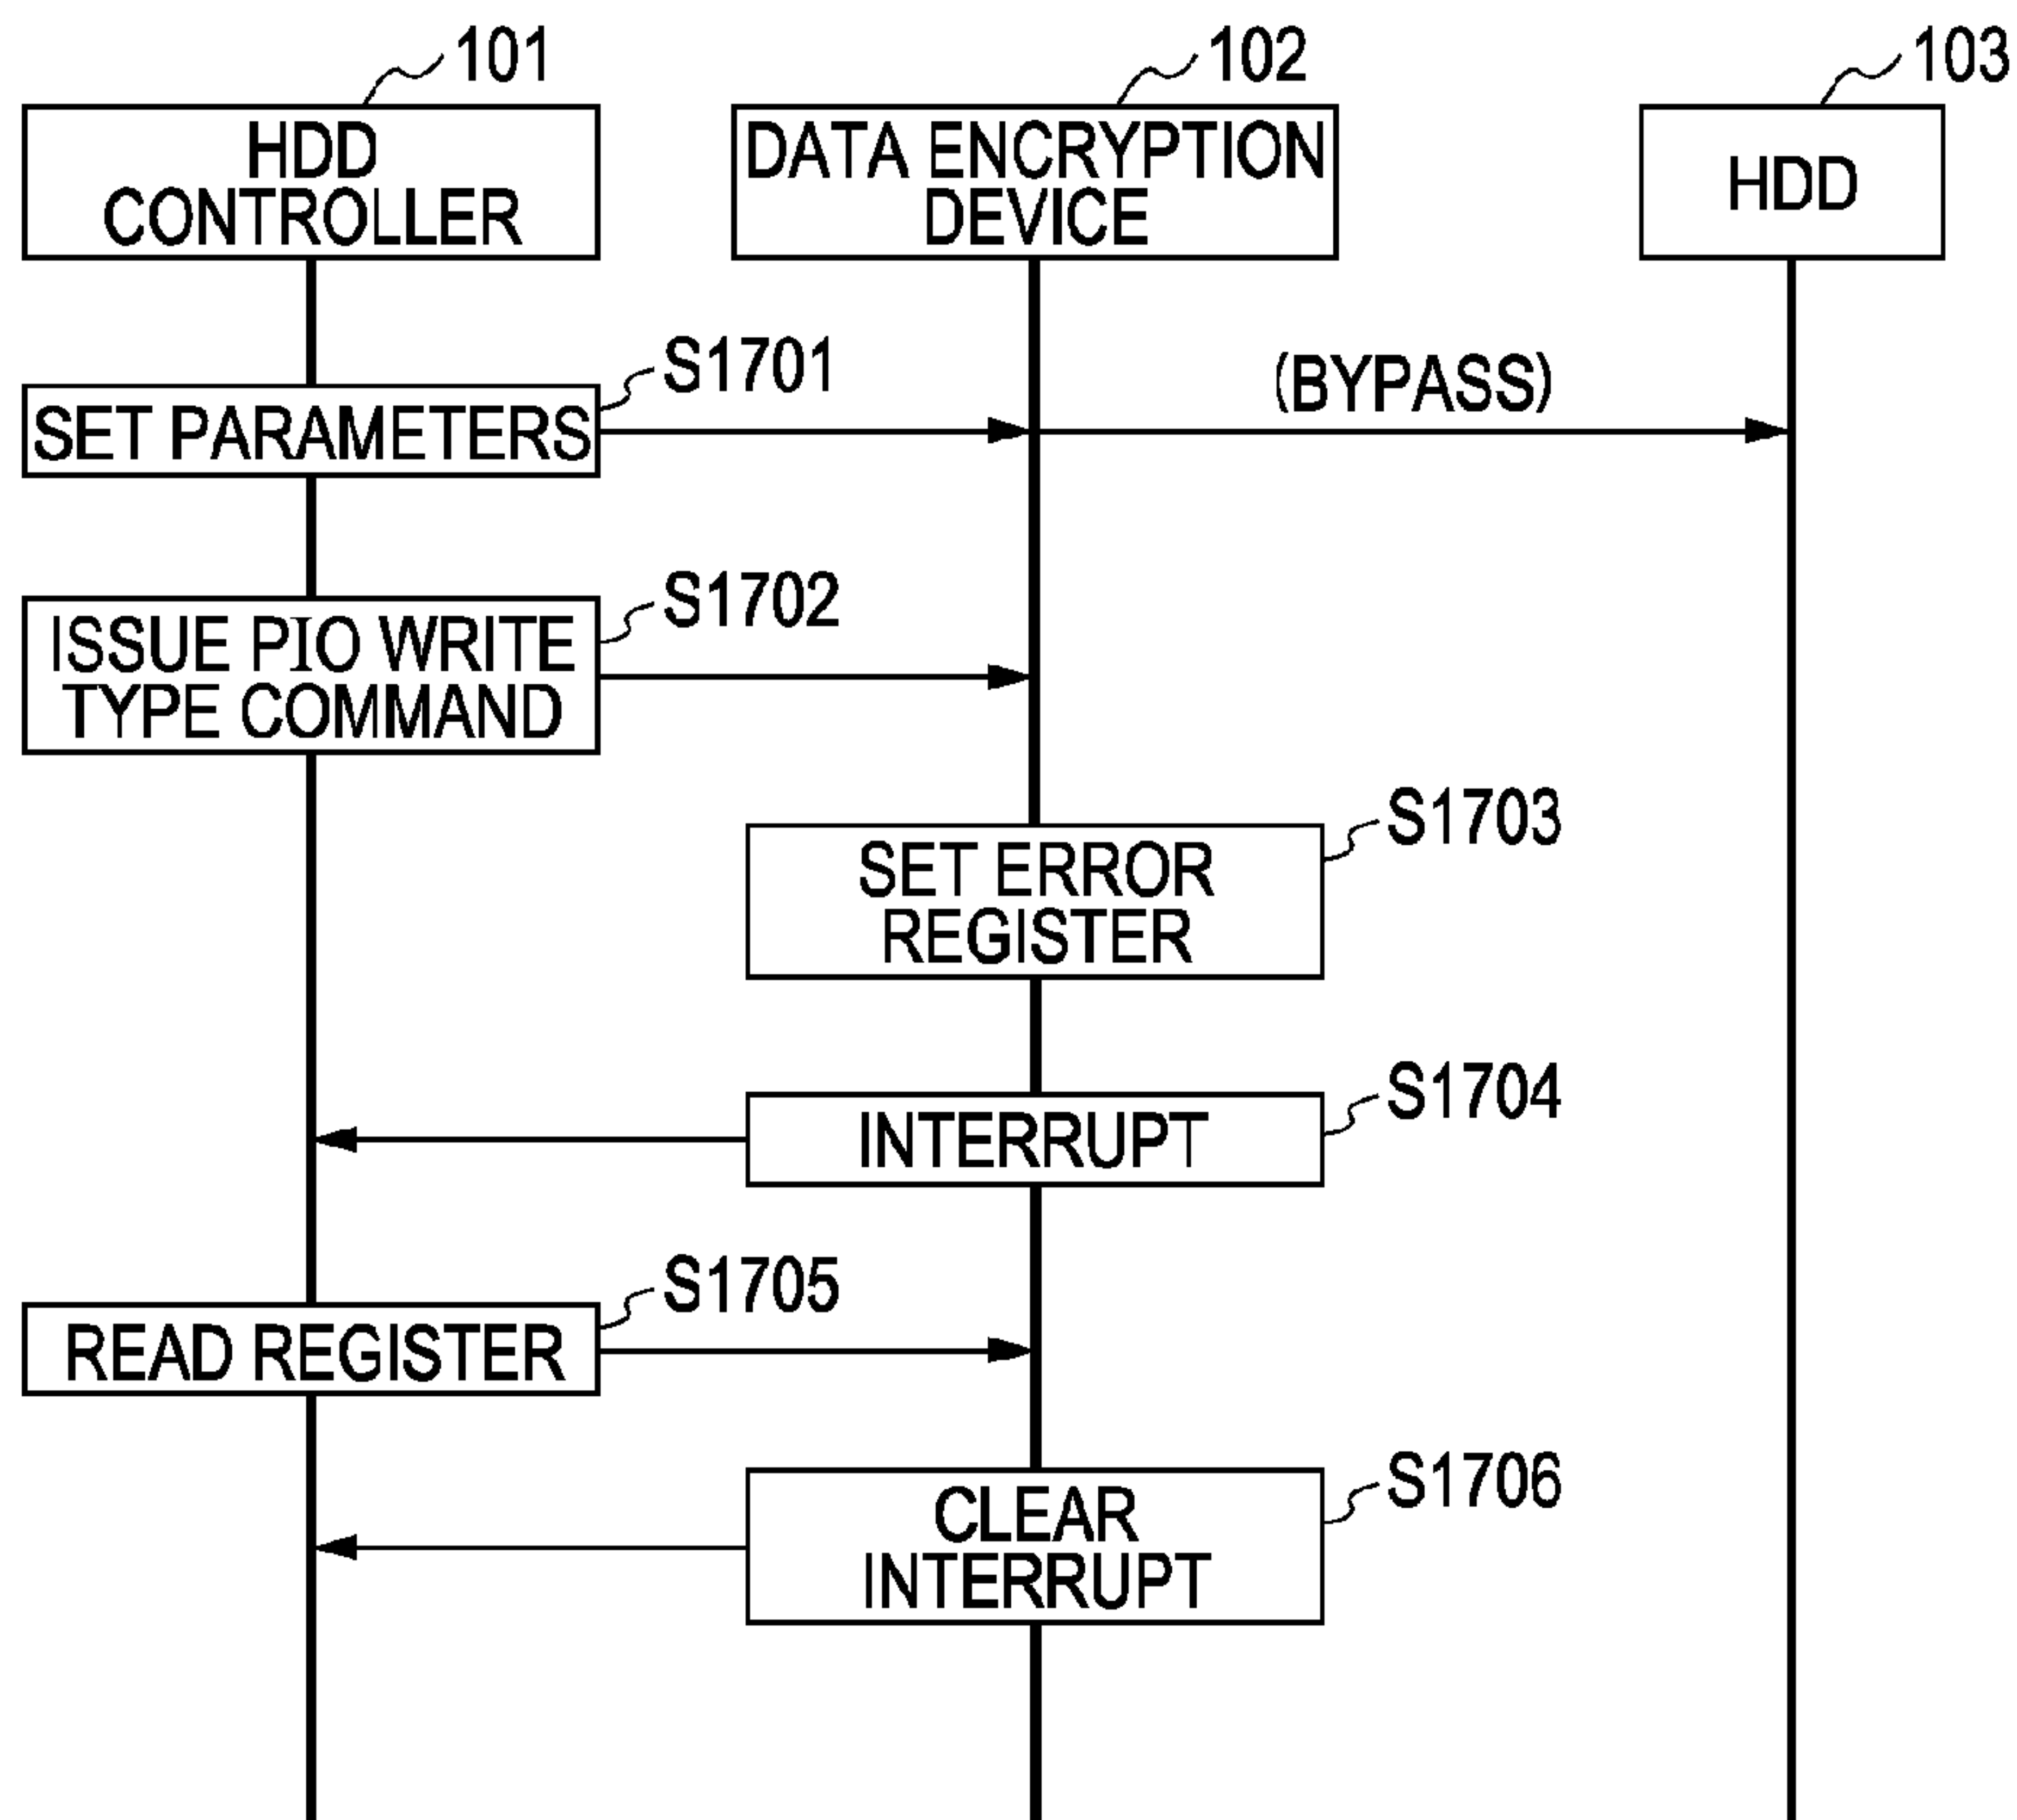 101
102
103
HDD
CONTROLLER
DATA ENCRYPTION
DEVICE
HDD
S1701
(BYPASS)
SET PARAMETERS
S1702
ISSUE PIO WRITE
TYPE COMMAND
S1703
SET ERROR
REGISTER
S1704
INTERRUPT
S1705
READ REGISTER
S1706
CLEAR
INTERRUPT